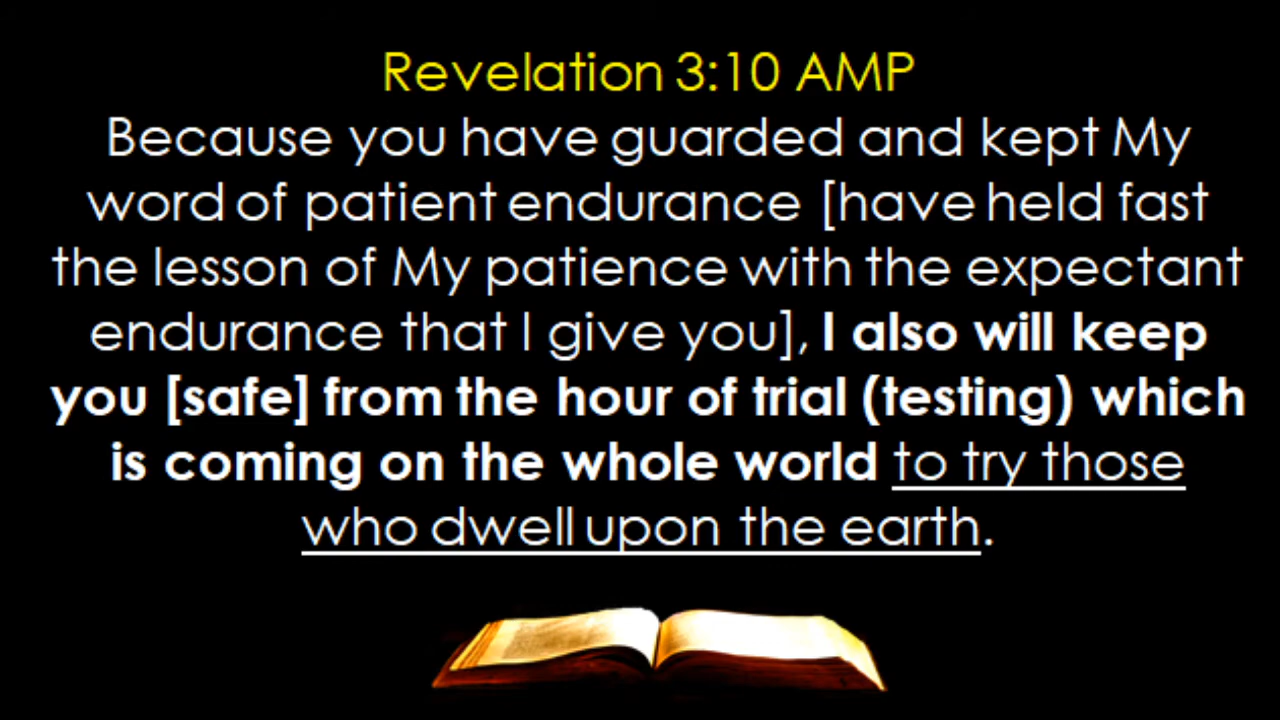 Revelation 3:10 AMP
Because you have guarded and kept My
word of patient endurance [have held fast
the lesson of My patience with the expectant
endurance that I give you], I also will keep
you [safe] from the hour of trial (testing) which
is coming on the whole world to try those
who dwell upon the earth.